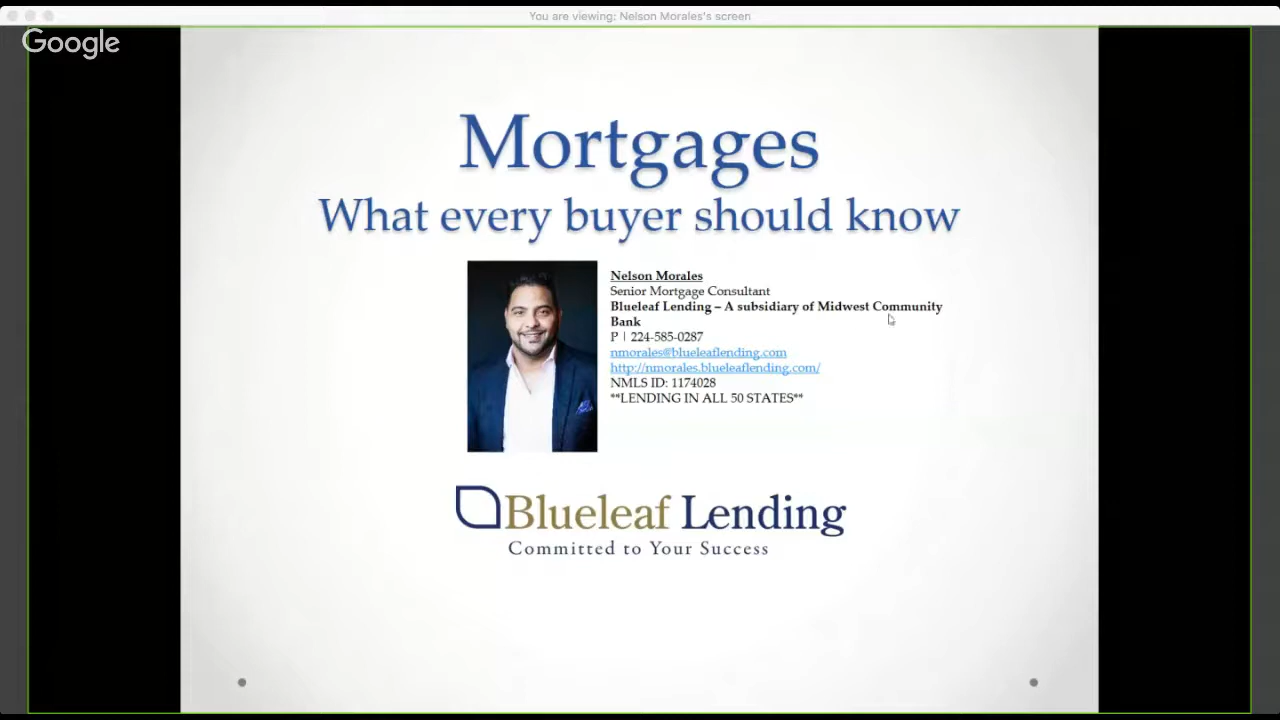 You are viewing: Nelson Morales's screen
Google
Mortgages
What every buyer should know
Nelson Morales
Senior Mortgage Consultant
Blueleaf Lending – A subsidiary of Midwest Community
Bank
P | 224-585-0287
nmorales@blueleaflending.com
http://nmorales.blueleaflending.com/
NMLS ID: 1174028
**LENDING IN ALL 50 STATES**
Blueleaf Lending
Committed to Your Success